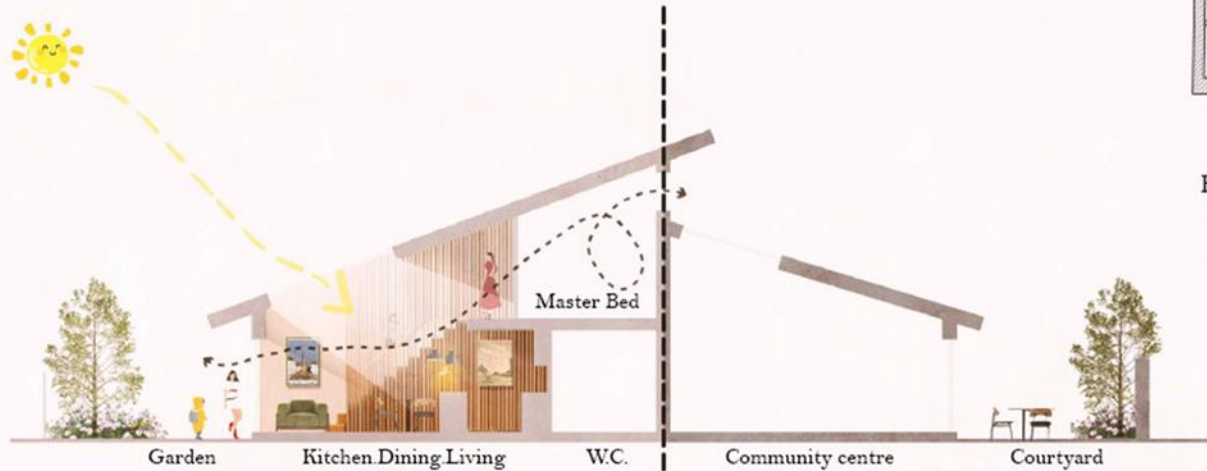 Master Bed
Garden
Kitchen.Dining.Living
W.C.
Community centre
Courtyard